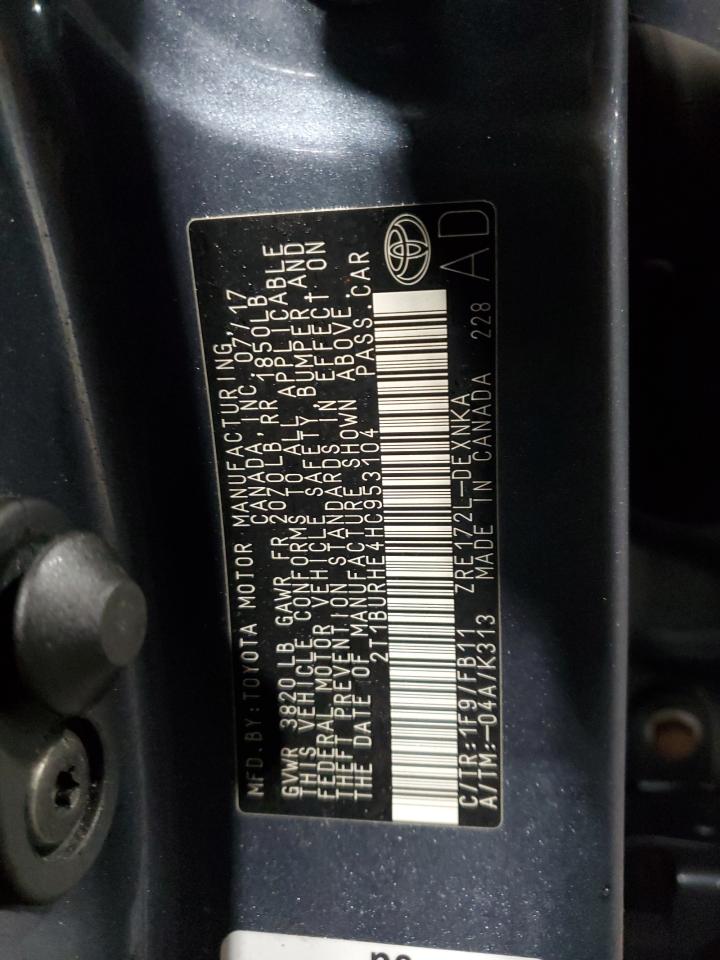 MFD.BY:TOYOTA MOTOR MANUFACTURING,
CANADA, INC. 07/17
GVWR 3820LB GAWR FR 2070LB, RR 1850LB
THIS VEHICLE CONFORMS TO ALL APPLICABLE
FEDERAL MOTOR VEHICLE SAFETY, BUMPER, AND
THEFT PREVENTION STANDARDS IN EFFECT ON
THE DATE OF MANUFACTURE SHOWN ABOVE.
2T1BURHE4HC953104 PASS.CAR
C/TR:1F9/FB11 ZRE172L-DEXNKA
A/TM:-04A/K313 MADE IN CANADA 228
AD